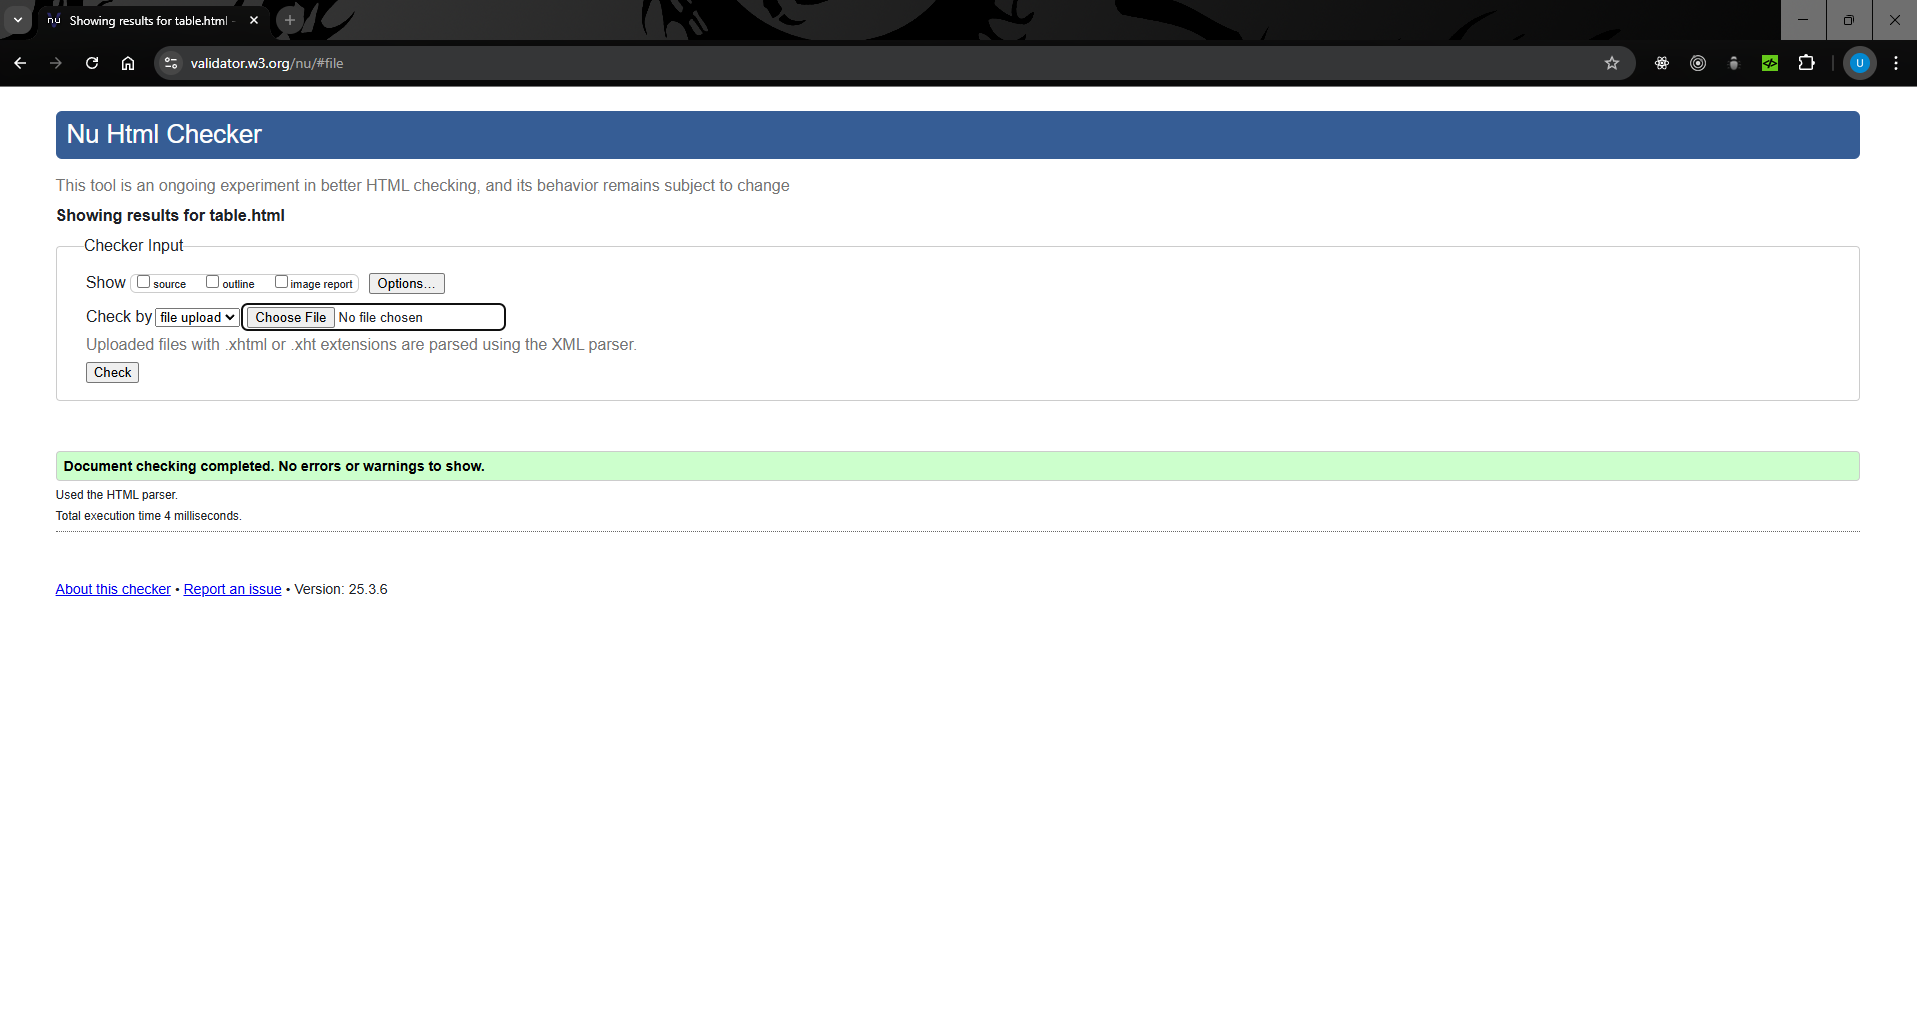 nu Showing results for table.html -
validator.w3.org/nu/#file
U
Nu Html Checker
This tool is an ongoing experiment in better HTML checking, and its behavior remains subject to change
Showing results for table.html
Checker Input
Show source outline image report Options...
Check by file upload Choose File No file chosen
Uploaded files with .xhtml or .xht extensions are parsed using the XML parser.
Check
Document checking completed. No errors or warnings to show.
Used the HTML parser.
Total execution time 4 milliseconds.
About this checker • Report an issue • Version: 25.3.6